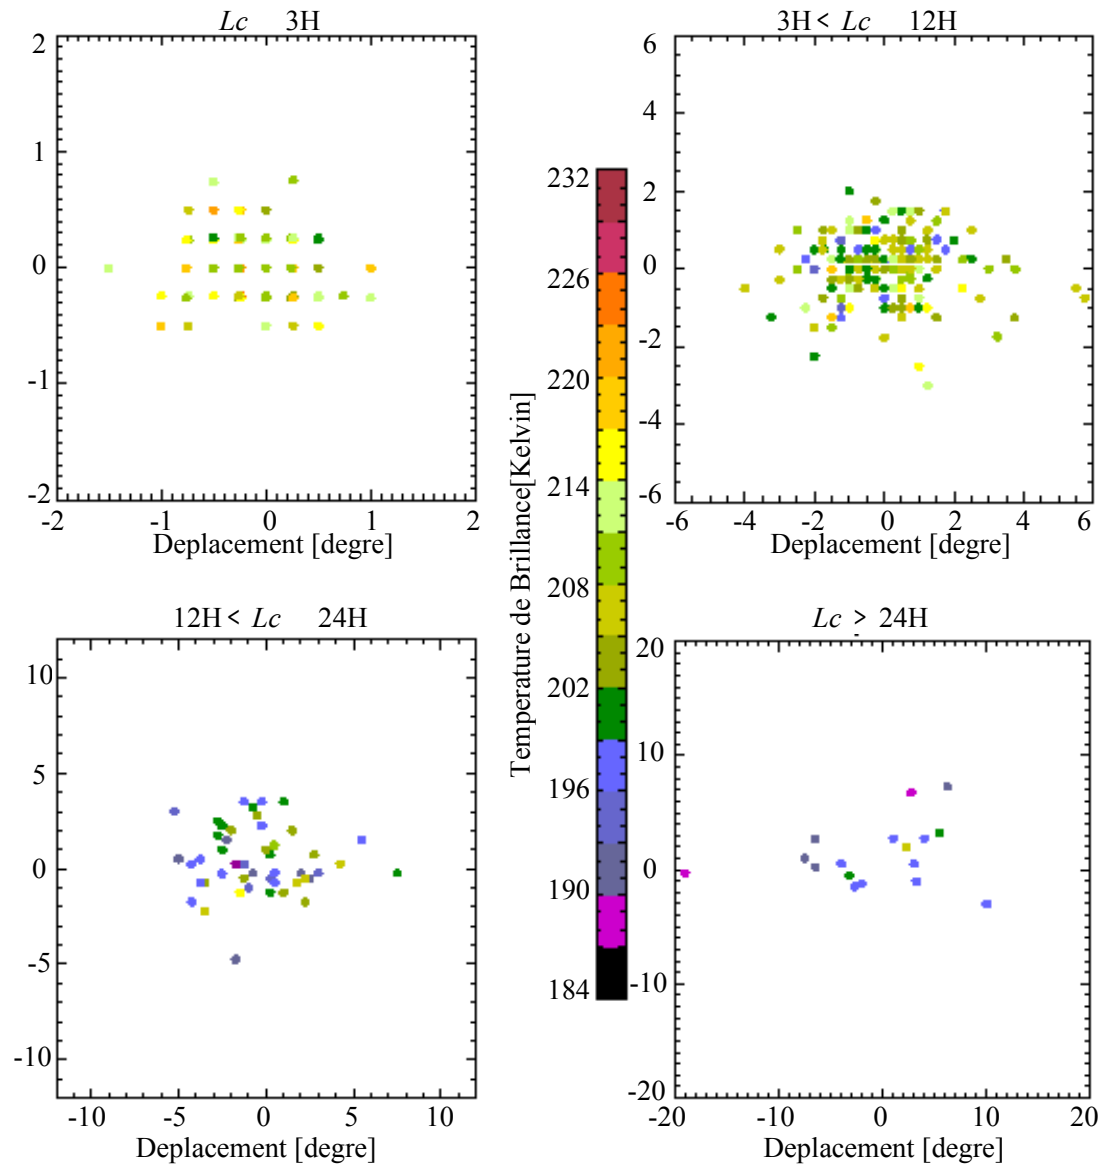 Lc 3H
2
1
0
-1
-2
-2 -1 0 1 2
Deplacement [degre]
3H < Lc 12H
6
4
2
0
-2
-4
-6
-6 -4 -2 0 2 4 6
Deplacement [degre]
Temperature de Brillance[Kelvin]
232
226
220
214
208
202
196
190
184
12H < Lc 24H
10
5
0
-5
-10
-10 -5 0 5 10
Deplacement [degre]
Lc > 24H
20
10
0
-10
-20
-20 -10 0 10 20
Deplacement [degre]